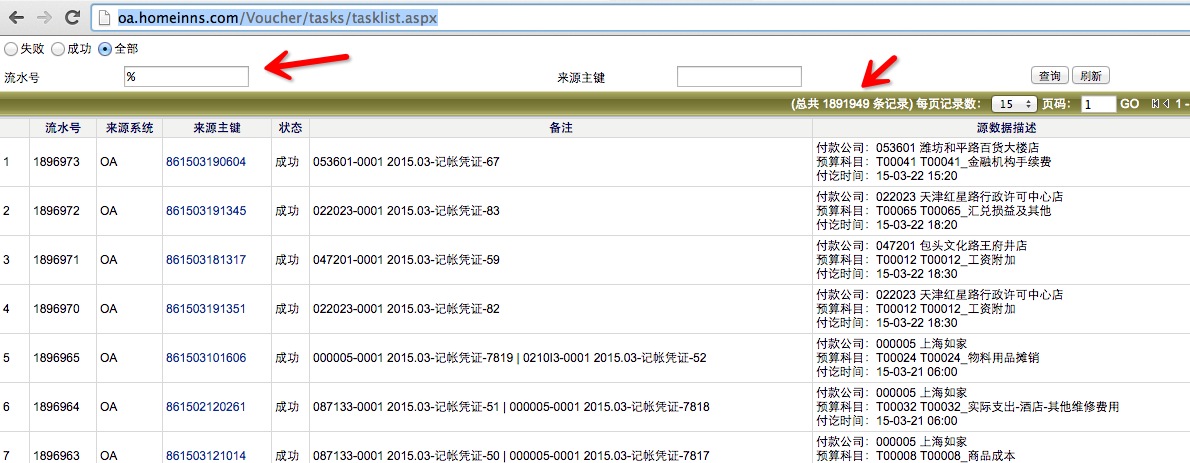 oa.homeinns.com/Voucher/tasks/tasklist.aspx
失败 成功 全部
流水号 % 来源主键 查询 刷新
(总共 1891949 条记录) 每页记录数: 15 页码: 1 GO 1 -
流水号 来源系统 来源主键 状态 备注 源数据描述
1 1896973 OA 861503190604 成功 053601-0001 2015.03-记帐凭证-67
付款公司: 053601 潍坊和平路百货大楼店
预算科目: T00041 T00041_金融机构手续费
付讫时间: 15-03-22 15:20
2 1896972 OA 861503191345 成功 022023-0001 2015.03-记帐凭证-83
付款公司: 022023 天津红星路行政许可中心店
预算科目: T00065 T00065_汇兑损益及其他
付讫时间: 15-03-22 18:20
3 1896971 OA 861503181317 成功 047201-0001 2015.03-记帐凭证-59
付款公司: 047201 包头文化路王府井店
预算科目: T00012 T00012_工资附加
付讫时间: 15-03-22 18:30
4 1896970 OA 861503191351 成功 022023-0001 2015.03-记帐凭证-82
付款公司: 022023 天津红星路行政许可中心店
预算科目: T00012 T00012_工资附加
付讫时间: 15-03-22 18:30
5 1896965 OA 861503101606 成功 000005-0001 2015.03-记帐凭证-7819 | 0210I3-0001 2015.03-记帐凭证-52
付款公司: 000005 上海如家
预算科目: T00024 T00024_物料用品摊销
付讫时间: 15-03-21 06:00
6 1896964 OA 861502120261 成功 087133-0001 2015.03-记帐凭证-51 | 000005-0001 2015.03-记帐凭证-7818
付款公司: 000005 上海如家
预算科目: T00032 T00032_实际支出-酒店-其他维修费用
付讫时间: 15-03-21 06:00
7 1896963 OA 861503121014 成功 087133-0001 2015.03-记帐凭证-50 | 000005-0001 2015.03-记帐凭证-7817
付款公司: 000005 上海如家
预算科目: T00008 T00008_商品成本